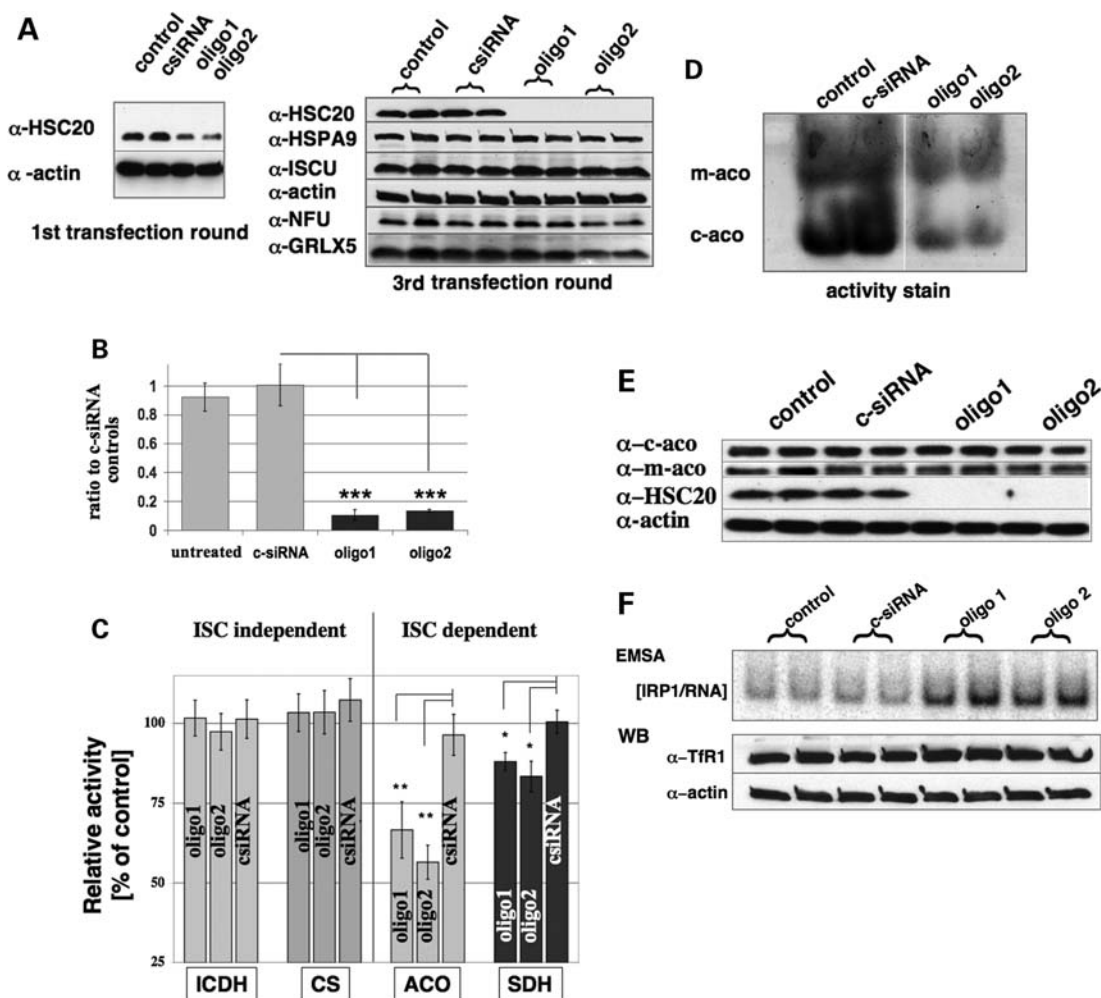 A
control
csiRNA
oligo1
oligo2
α-HSC20
α -actin
1st transfection round
control
csiRNA
oligo1
oligo2
α-HSC20
α-HSPA9
α-ISCU
α-actin
α-NFU
α-GRLX5
3rd transfection round
B
ratio to c-siRNA
controls
1
0.8
0.6
0.4
0.2
0
***
***
untreated
c-siRNA
oligo1
oligo2
C
ISC independent
ISC dependent
Relative activity
[% of control]
100
75
50
25
oligo1
oligo2
csiRNA
oligo1
oligo2
csiRNA
**
oligo1
**
oligo2
csiRNA
*
oligo1
*
oligo2
csiRNA
ICDH
CS
ACO
SDH
D
control
c-siRNA
oligo1
oligo2
m-aco
c-aco
activity stain
E
control
c-siRNA
oligo1
oligo2
α–c-aco
α–m-aco
α–HSC20
α-actin
F
control
c-siRNA
oligo 1
oligo 2
EMSA
[IRP1/RNA]
WB
α–TfR1
α–actin